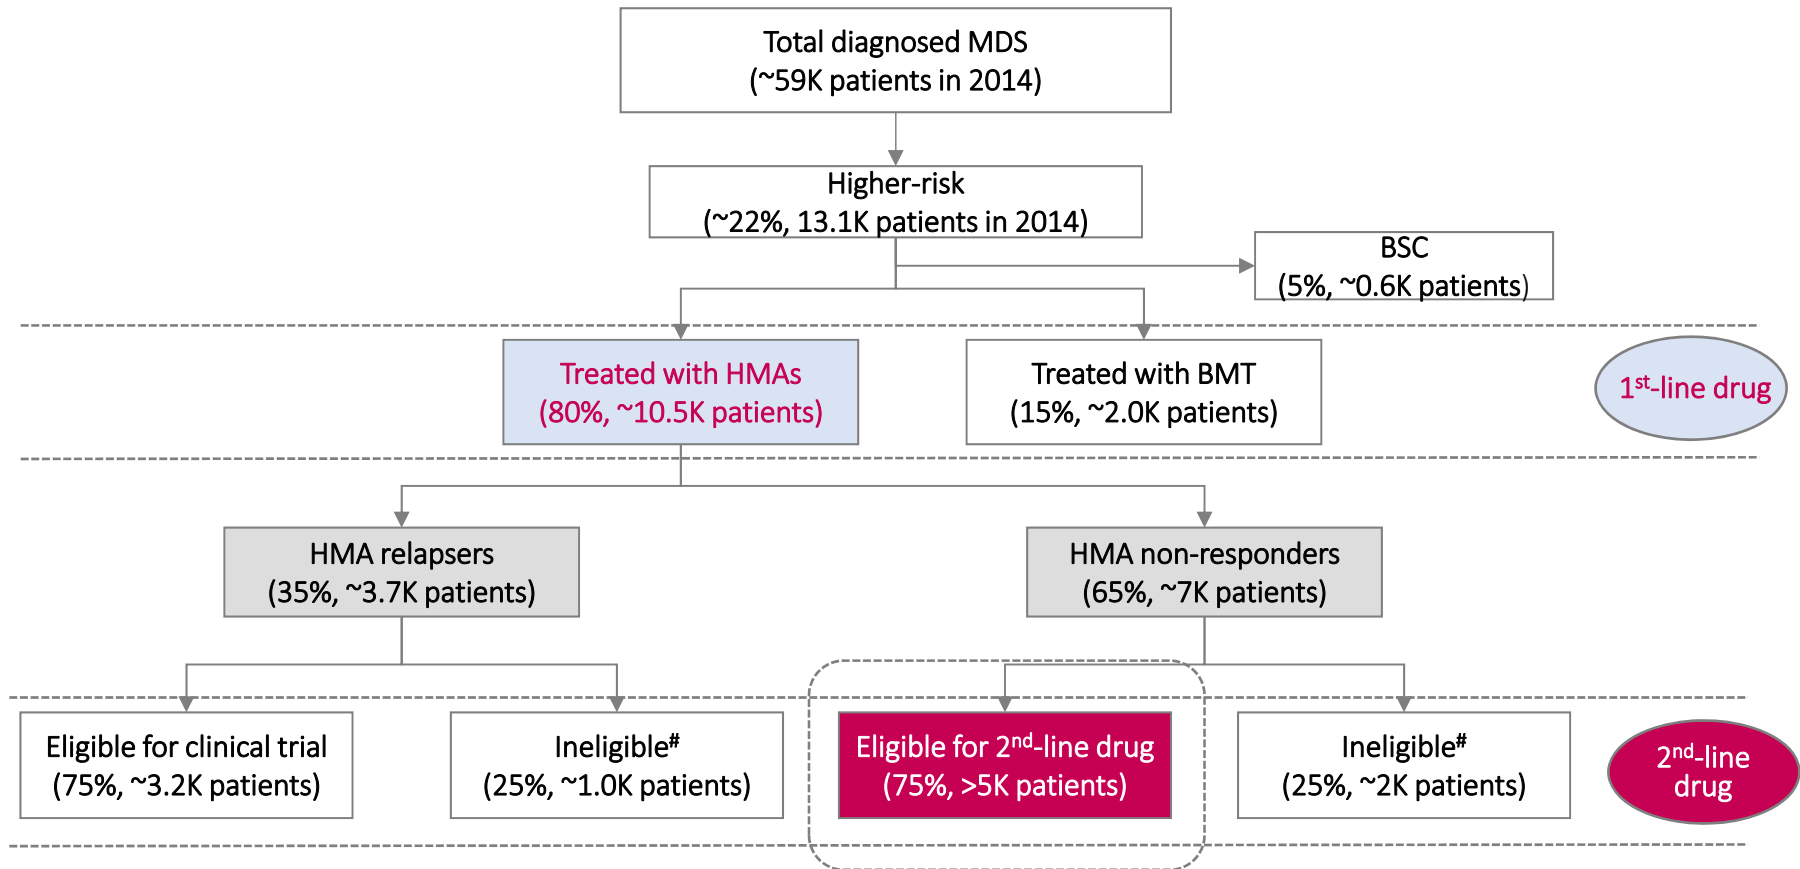 Total diagnosed MDS
(~59K patients in 2014)
Higher-risk
(~22%, 13.1K patients in 2014)
BSC
(5%, ~0.6K patients)
Treated with HMAs
(80%, ~10.5K patients)
Treated with BMT
(15%, ~2.0K patients)
1st-line drug
HMA relapsers
(35%, ~3.7K patients)
HMA non-responders
(65%, ~7K patients)
Eligible for clinical trial
(75%, ~3.2K patients)
Ineligible#
(25%, ~1.0K patients)
Eligible for 2nd-line drug
(75%, >5K patients)
Ineligible#
(25%, ~2K patients)
2nd-line
drug